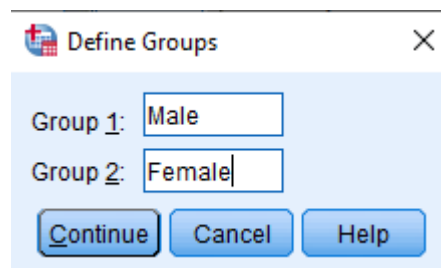 Define Groups
Group 1: Male
Group 2: Female
Continue Cancel Help